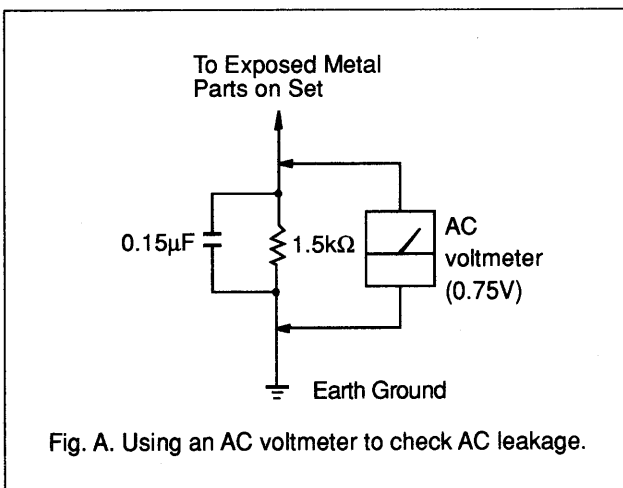 To Exposed Metal
Parts on Set
0.15μF
1.5kΩ
AC
voltmeter
(0.75V)
Earth Ground
Fig. A. Using an AC voltmeter to check AC leakage.